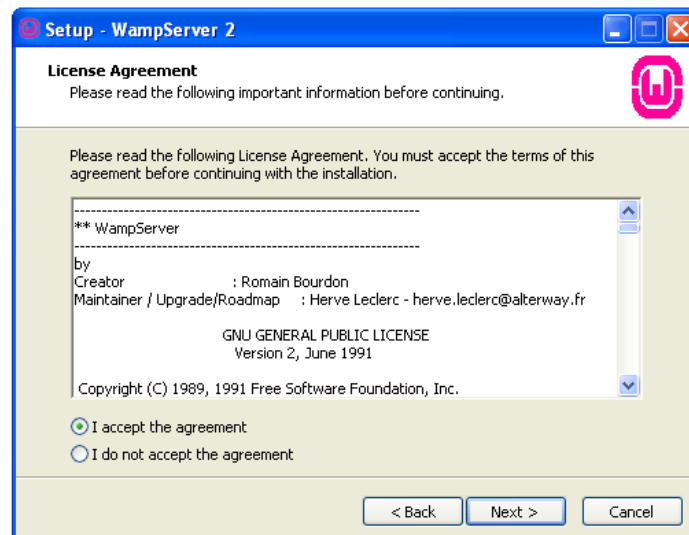 Setup - WampServer 2
License Agreement
Please read the following important information before continuing.
Please read the following License Agreement. You must accept the terms of this
agreement before continuing with the installation.
----------------------------------------------------------------
** WampServer
----------------------------------------------------------------
by
Creator : Romain Bourdon
Maintainer / Upgrade/Roadmap : Herve Leclerc - herve.leclerc@alterway.fr
GNU GENERAL PUBLIC LICENSE
Version 2, June 1991
Copyright (C) 1989, 1991 Free Software Foundation, Inc.
I accept the agreement
I do not accept the agreement
< Back Next > Cancel